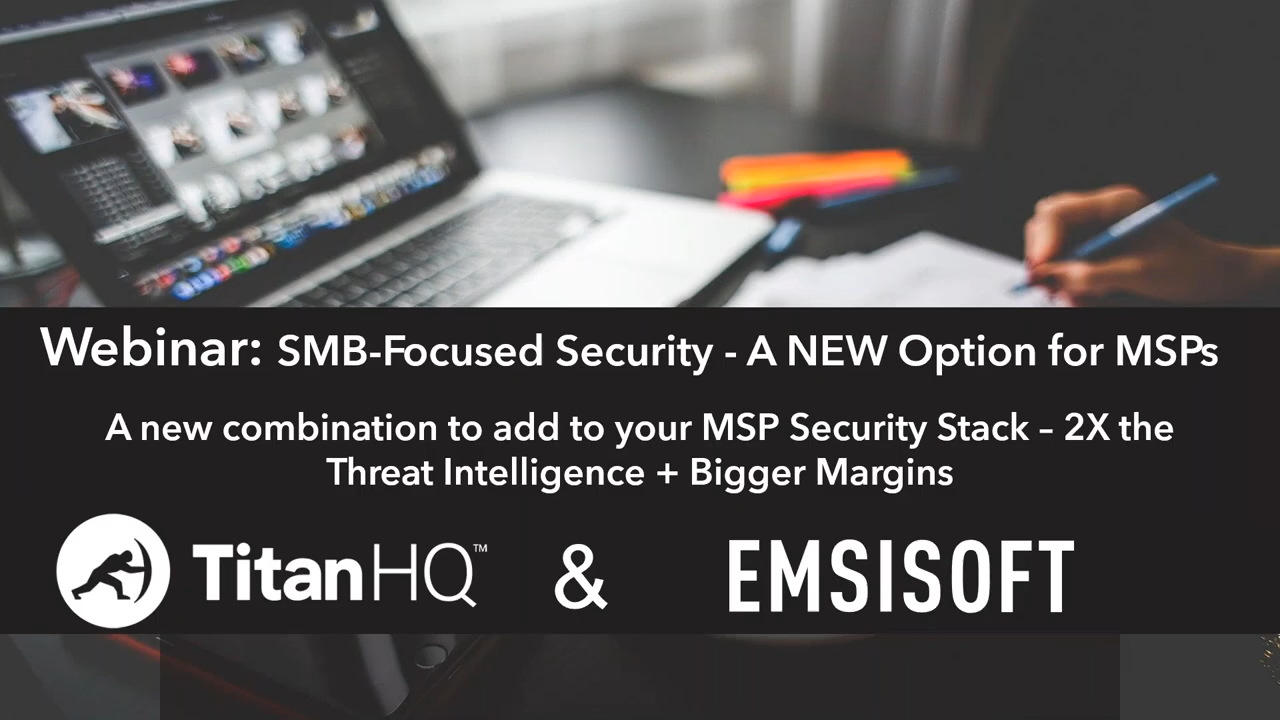 Webinar: SMB-Focused Security - A NEW Option for MSPs
A new combination to add to your MSP Security Stack – 2X the
Threat Intelligence + Bigger Margins
TitanHQ™ & EMSISOFT